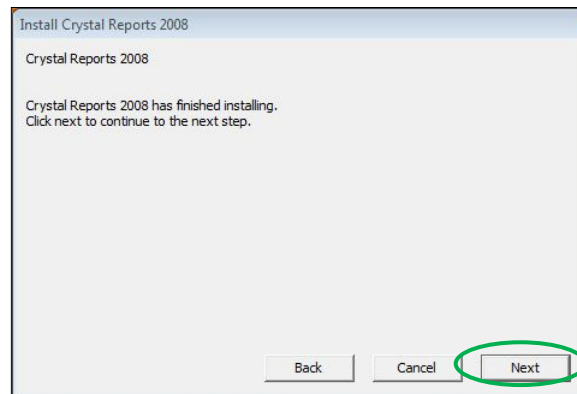 Install Crystal Reports 2008
Crystal Reports 2008
Crystal Reports 2008 has finished installing.
Click next to continue to the next step.
Back Cancel Next